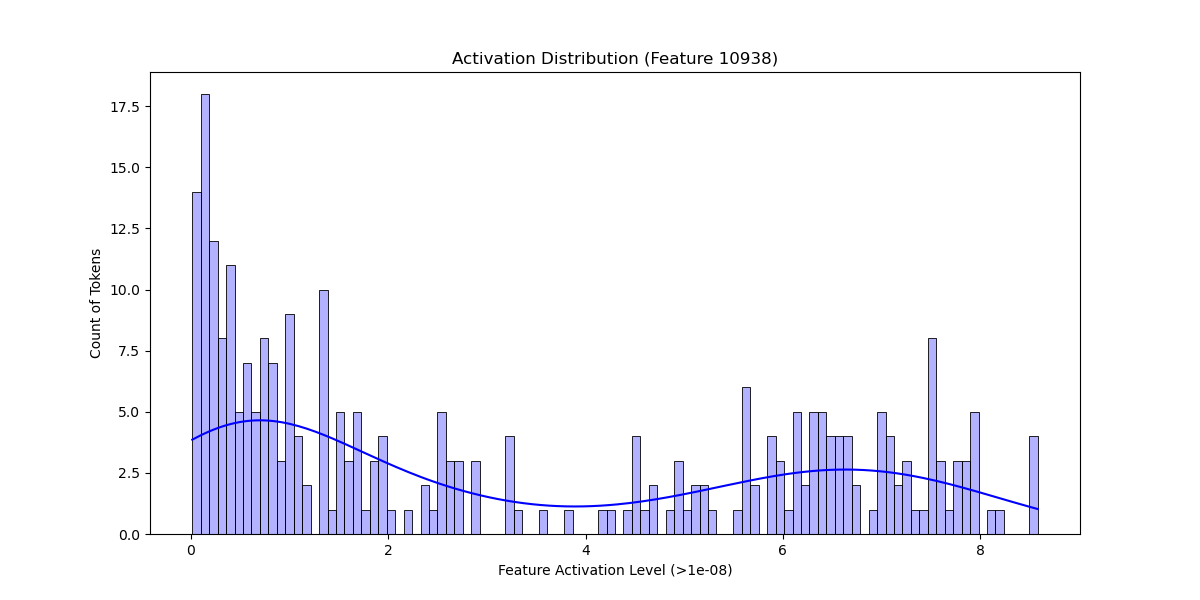 Activation Distribution (Feature 10938)
Count of Tokens
17.5
15.0
12.5
10.0
7.5
5.0
2.5
0.0
0 2 4 6 8
Feature Activation Level (>1e-08)